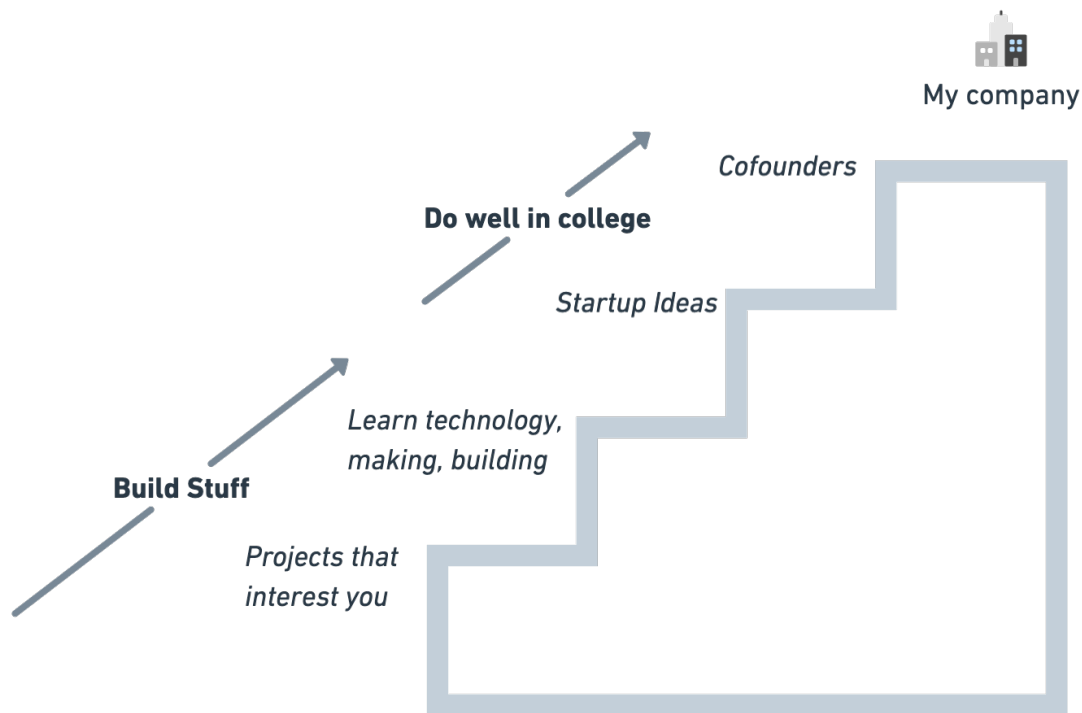 My company
Cofounders
Do well in college
Startup Ideas
Learn technology,
making, building
Build Stuff
Projects that
interest you